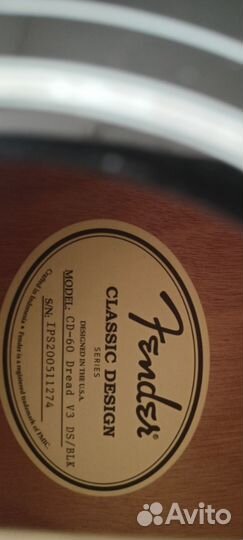 Fender®
CLASSIC DESIGN
SERIES
DESIGNED IN THE U.S.A.
MODEL: CD-60 Dread V3 DS/BLK
S/N: IPS200511274
Crafted in Indonesia • Fender is a registered trademark of FMIC.
Avito